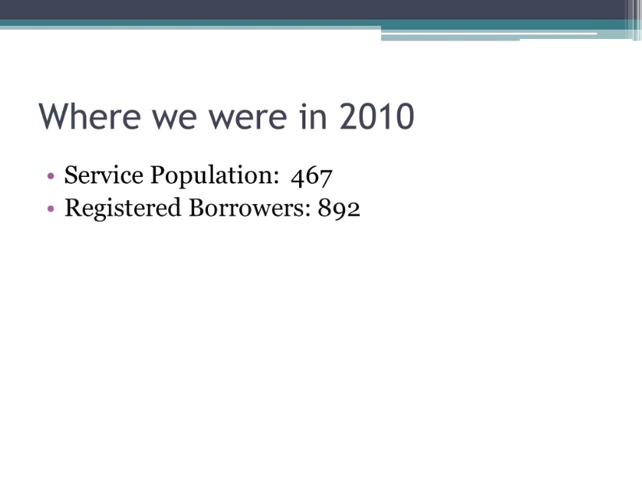 Where we were in 2010
• Service Population:  467
• Registered Borrowers: 892